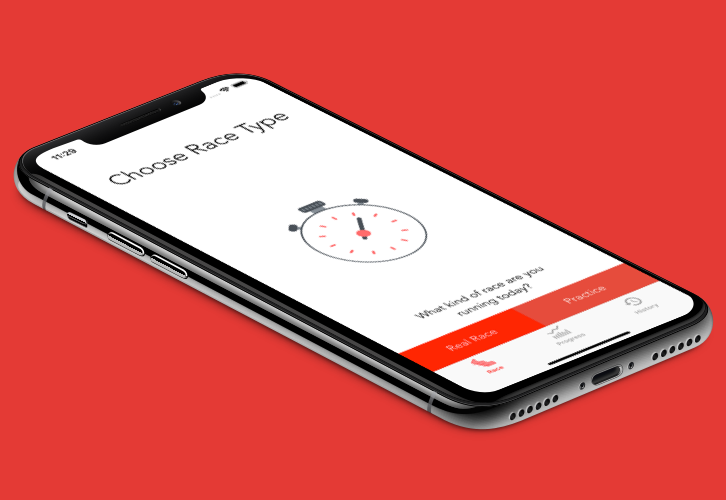 11:29
Choose Race Type
What kind of race are you
running today?
Real Race
Practice
Race
Progress
History